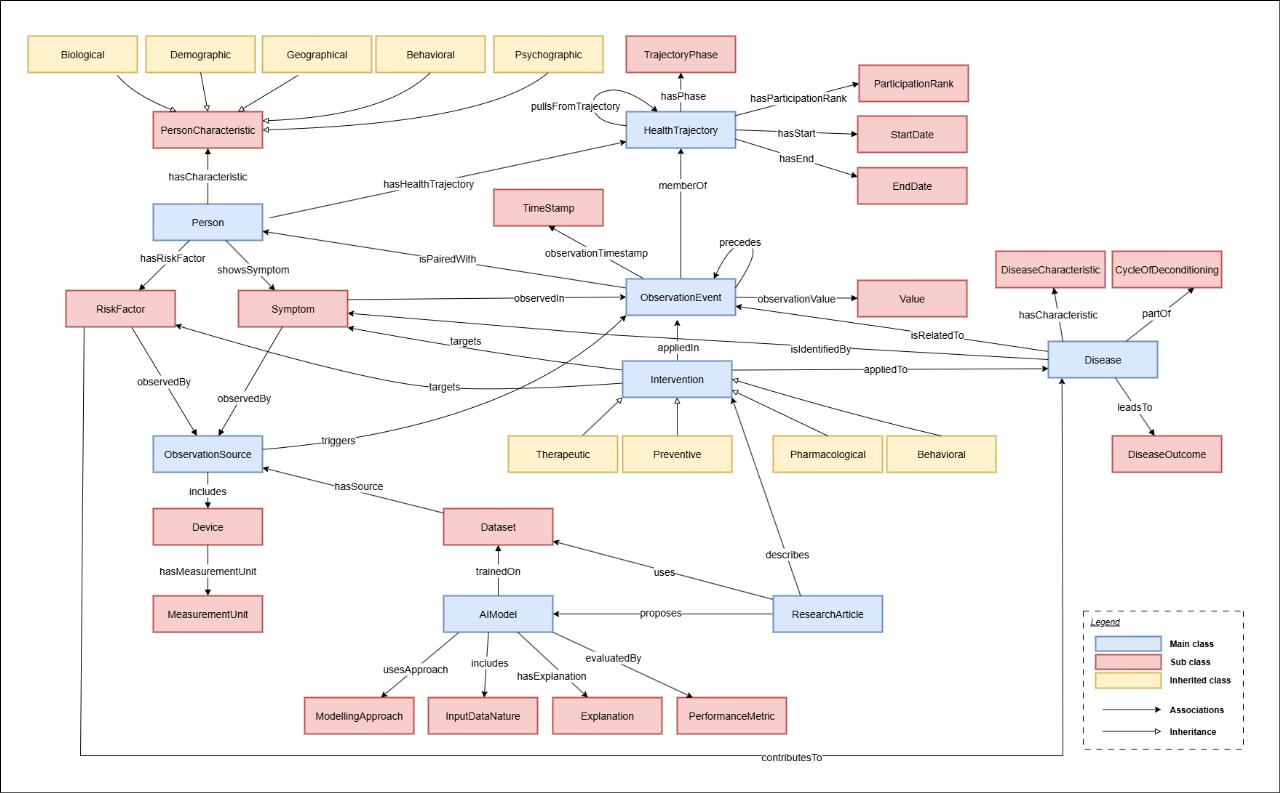 Biological
Demographic
Geographical
Behavioral
Psychographic
TrajectoryPhase
hasPhase
ParticipationRank
hasParticipationRank
pullsFromTrajectory
PersonCharacteristic
HealthTrajectory
hasStart
StartDate
hasEnd
EndDate
hasCharacteristic
hasHealthTrajectory
memberOf
TimeStamp
Person
observationTimestamp
precedes
hasRiskFactor
showsSymptom
isPairedWith
DiseaseCharacteristic
CycleOfDeconditioning
RiskFactor
Symptom
observedIn
ObservationEvent
observationValue
Value
hasCharacteristic
partOf
targets
appliedIn
isIdentifiedBy
isRelatedTo
Disease
observedBy
observedBy
targets
Intervention
appliedTo
leadsTo
triggers
ObservationSource
Therapeutic
Preventive
Pharmacological
Behavioral
DiseaseOutcome
includes
hasSource
Device
Dataset
describes
hasMeasurementUnit
trainedOn
uses
MeasurementUnit
AIModel
proposes
ResearchArticle
usesApproach
includes
hasExplanation
evaluatedBy
ModellingApproach
InputDataNature
Explanation
PerformanceMetric
contributesTo
Legend
Main class
Sub class
Inherited class
Associations
Inheritance